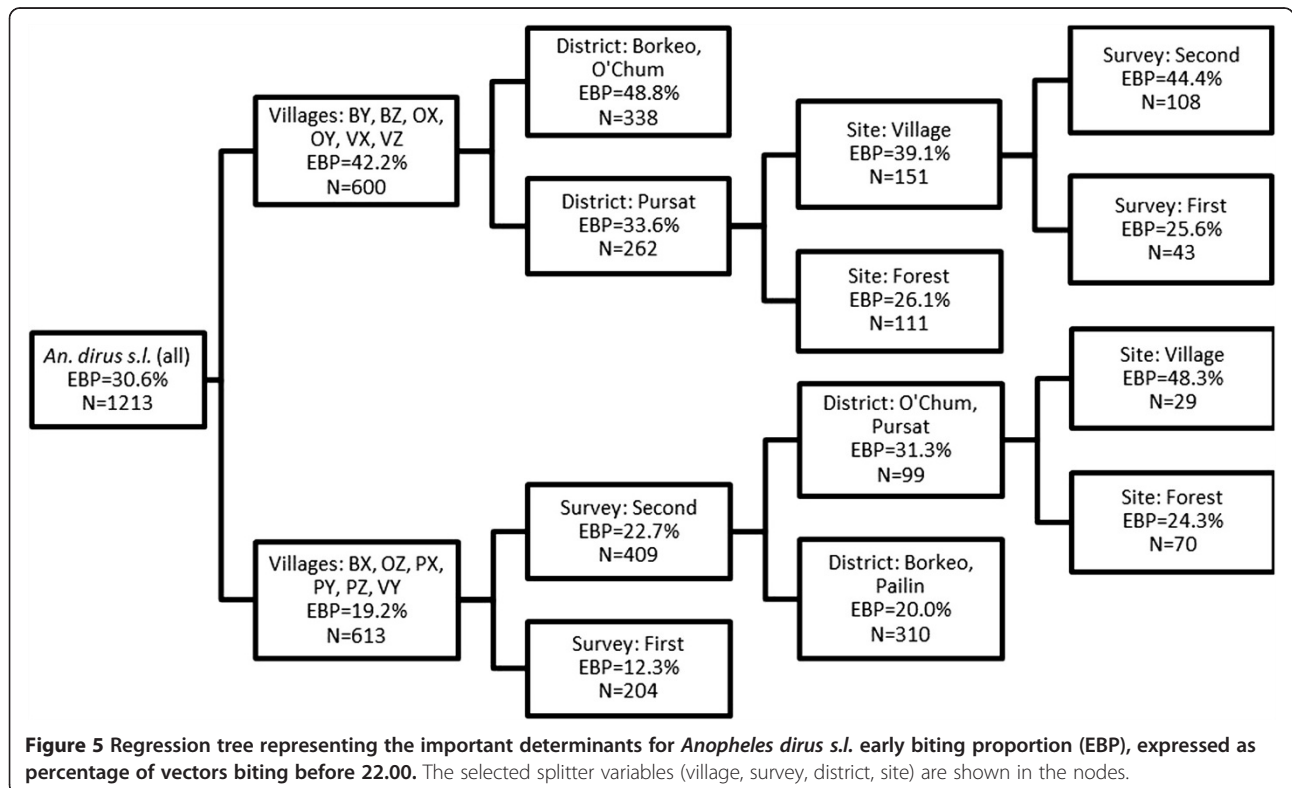 District: Borkeo,
O'Chum
EBP=48.8%
N=338
Survey: Second
EBP=44.4%
N=108
Villages: BY, BZ, OX,
OY, VX, VZ
EBP=42.2%
N=600
Site: Village
EBP=39.1%
N=151
District: Pursat
EBP=33.6%
N=262
Survey: First
EBP=25.6%
N=43
Site: Forest
EBP=26.1%
N=111
An. dirus s.l. (all)
EBP=30.6%
N=1213
Site: Village
EBP=48.3%
N=29
District: O'Chum,
Pursat
EBP=31.3%
N=99
Site: Forest
EBP=24.3%
N=70
Survey: Second
EBP=22.7%
N=409
Villages: BX, OZ, PX,
PY, PZ, VY
EBP=19.2%
N=613
District: Borkeo,
Pailin
EBP=20.0%
N=310
Survey: First
EBP=12.3%
N=204
Figure 5 Regression tree representing the important determinants for Anopheles dirus s.l. early biting proportion (EBP), expressed as
percentage of vectors biting before 22.00. The selected splitter variables (village, survey, district, site) are shown in the nodes.